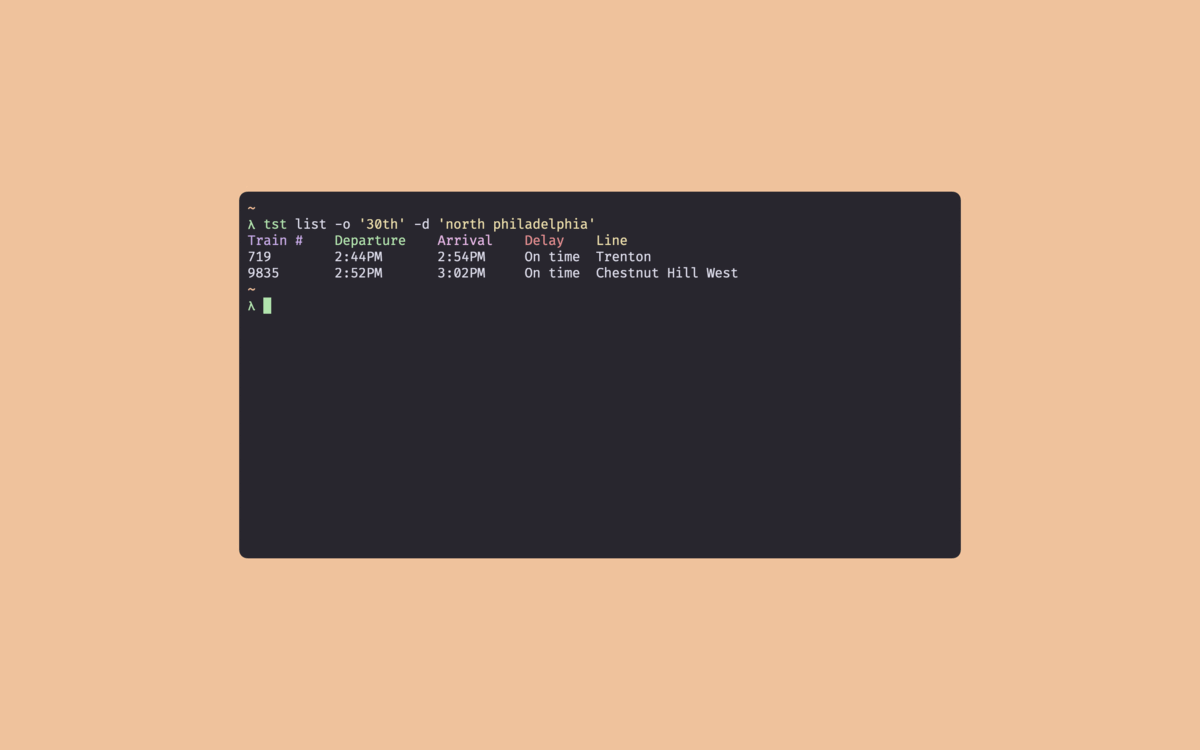 ~
λ tst list -o '30th' -d 'north philadelphia'
Train # Departure Arrival Delay Line
719 2:44PM 2:54PM On time Trenton
9835 2:52PM 3:02PM On time Chestnut Hill West
~
λ